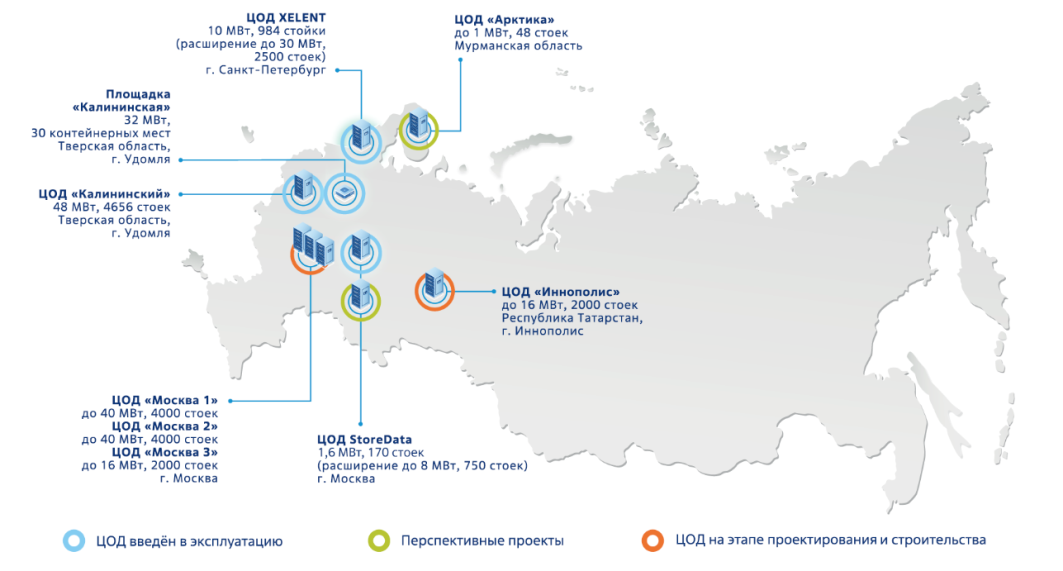 ЦОД XELENT
10 МВт, 984 стойки
(расширение до 30 МВт,
2500 стоек)
г. Санкт-Петербург
ЦОД «Арктика»
до 1 МВт, 48 стоек
Мурманская область
Площадка
«Калининская»
32 МВт,
30 контейнерных мест
Тверская область,
г. Удомля
ЦОД «Калининский»
48 МВт, 4656 стоек
Тверская область,
г. Удомля
ЦОД «Иннополис»
до 16 МВт, 2000 стоек
Республика Татарстан,
г. Иннополис
ЦОД «Москва 1»
до 40 МВт, 4000 стоек
ЦОД «Москва 2»
до 40 МВт, 4000 стоек
ЦОД «Москва 3»
до 16 МВт, 2000 стоек
г. Москва
ЦОД StoreData
1,6 МВт, 170 стоек
(расширение до 8 МВт, 750 стоек)
г. Москва
ЦОД введён в эксплуатацию
Перспективные проекты
ЦОД на этапе проектирования и строительства